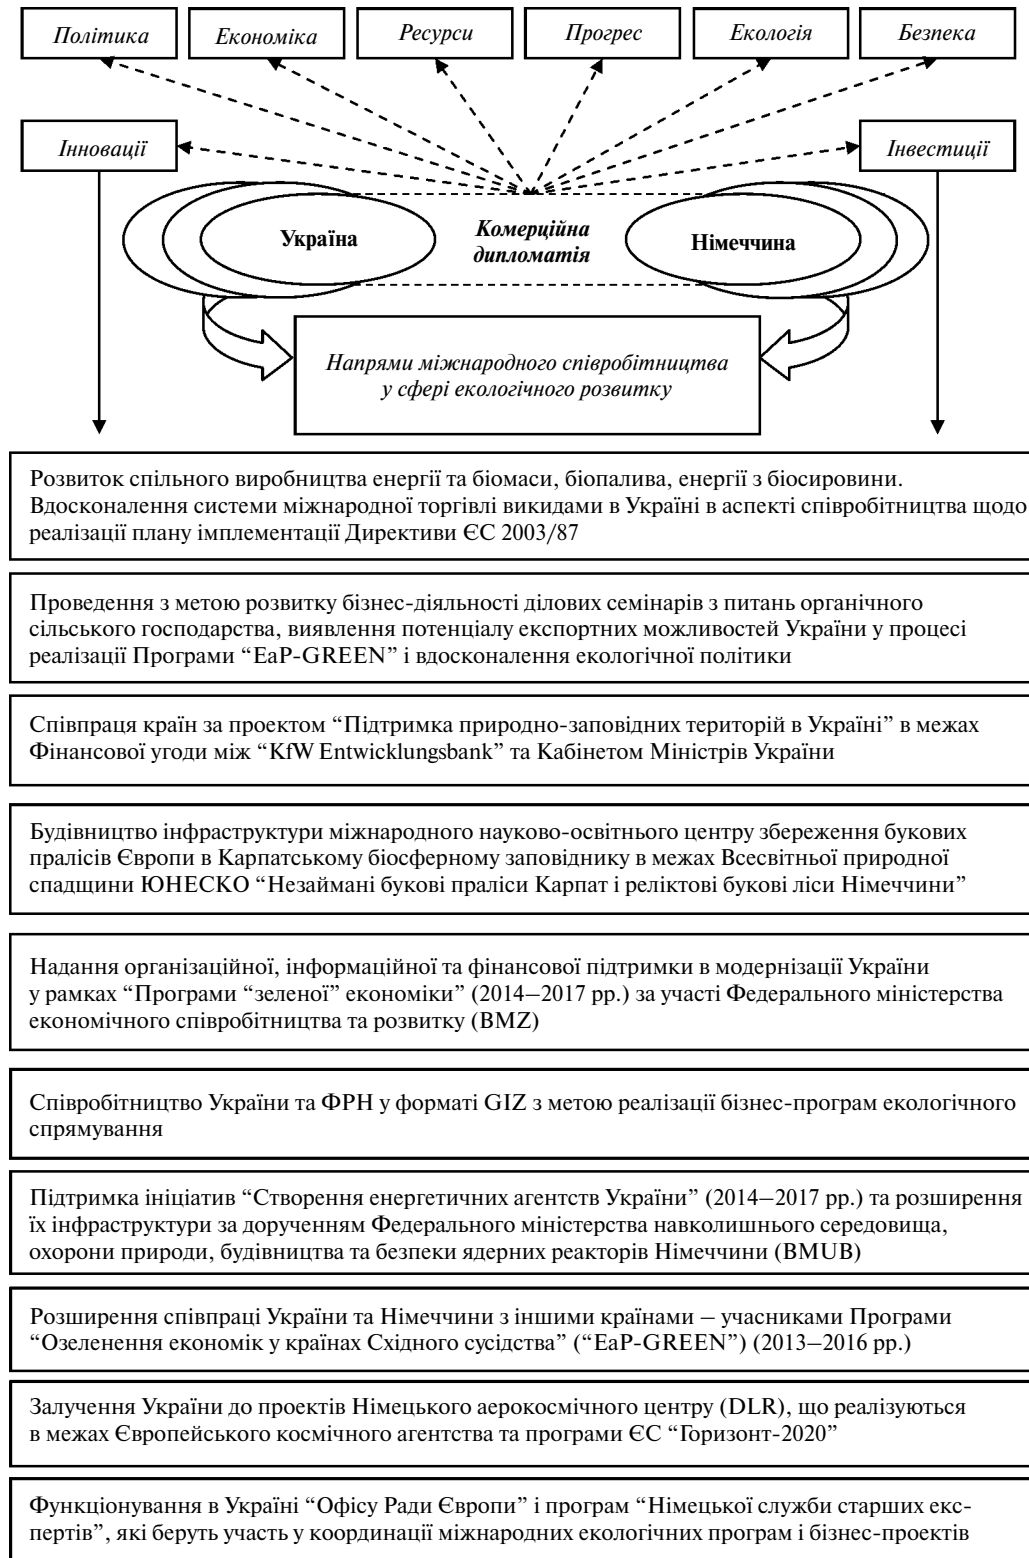 Політика
Економіка
Ресурси
Прогрес
Екологія
Безпека
Інновації
Інвестиції
Україна
Комерційна
дипломатія
Німеччина
Напрями міжнародного співробітництва
у сфері екологічного розвитку
Розвиток спільного виробництва енергії та біомаси, біопалива, енергії з біосировини.
Вдосконалення системи міжнародної торгівлі викидами в Україні в аспекті співробітництва щодо
реалізації плану імплементації Директиви ЄС 2003/87
Проведення з метою розвитку бізнес-діяльності ділових семінарів з питань органічного
сільського господарства, виявлення потенціалу експортних можливостей України у процесі
реалізації Програми “EaP-GREEN” і вдосконалення екологічної політики
Співпраця країн за проектом “Підтримка природно-заповідних територій в Україні” в межах
Фінансової угоди між “KfW Entwicklungsbank” та Кабінетом Міністрів України
Будівництво інфраструктури міжнародного науково-освітнього центру збереження букових
пралісів Європи в Карпатському біосферному заповіднику в межах Всесвітньої природної
спадщини ЮНЕСКО “Незаймані букові праліси Карпат і реліктові букові ліси Німеччини”
Надання організаційної, інформаційної та фінансової підтримки в модернізації України
у рамках “Програми “зеленої” економіки” (2014–2017 рр.) за участі Федерального міністерства
економічного співробітництва та розвитку (BMZ)
Співробітництво України та ФРН у форматі GIZ з метою реалізації бізнес-програм екологічного
спрямування
Підтримка ініціатив “Створення енергетичних агентств України” (2014–2017 рр.) та розширення
їх інфраструктури за дорученням Федерального міністерства навколишнього середовища,
охорони природи, будівництва та безпеки ядерних реакторів Німеччини (BMUB)
Розширення співпраці України та Німеччини з іншими країнами – учасниками Програми
“Озеленення економік у країнах Східного сусідства” (“EaP-GREEN”) (2013–2016 рр.)
Залучення України до проектів Німецького аерокосмічного центру (DLR), що реалізуються
в межах Європейського космічного агентства та програми ЄС “Горизонт-2020”
Функціонування в Україні “Офісу Ради Європи” і програм “Німецької служби старших екс-
пертів”, які беруть участь у координації міжнародних екологічних програм і бізнес-проектів